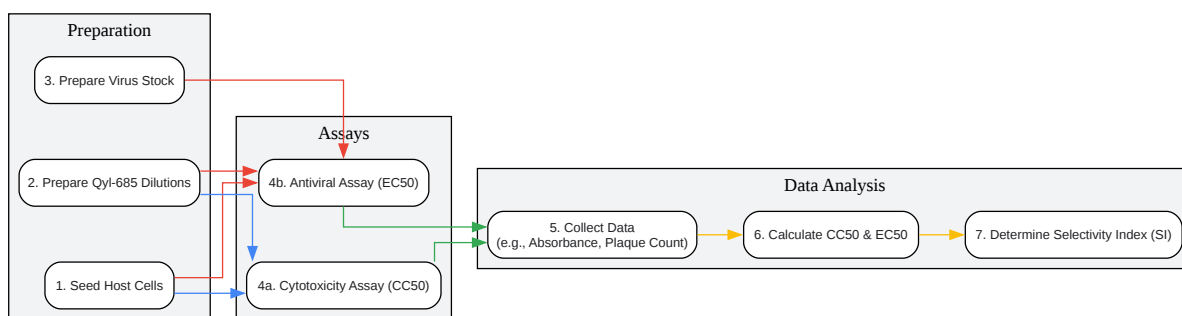 Preparation
3. Prepare Virus Stock
2. Prepare Qyl-685 Dilutions
1. Seed Host Cells
Assays
4b. Antiviral Assay (EC50)
4a. Cytotoxicity Assay (CC50)
Data Analysis
5. Collect Data
(e.g., Absorbance, Plaque Count)
6. Calculate CC50 & EC50
7. Determine Selectivity Index (SI)